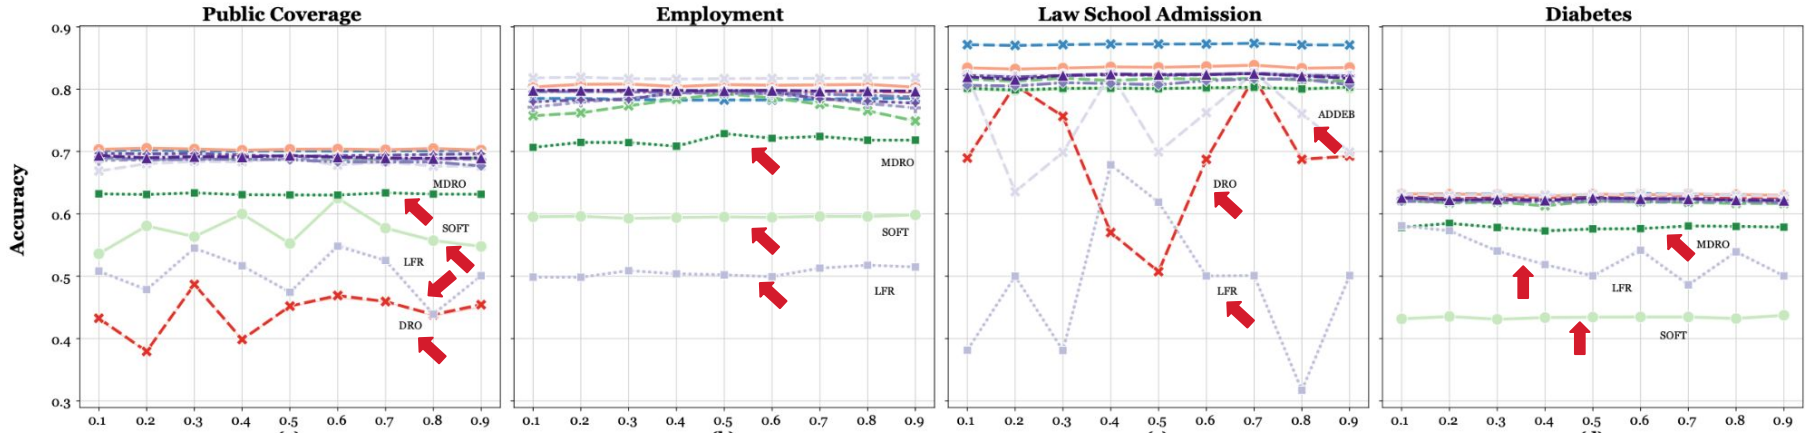 Public Coverage
Employment
Law School Admission
Diabetes
Accuracy
0.9
0.8
0.7
0.6
0.5
0.4
0.3
MDRO
SOFT
LFR
DRO
0.1 0.2 0.3 0.4 0.5 0.6 0.7 0.8 0.9
MDRO
SOFT
LFR
0.1 0.2 0.3 0.4 0.5 0.6 0.7 0.8 0.9
ADDEB
DRO
LFR
0.1 0.2 0.3 0.4 0.5 0.6 0.7 0.8 0.9
MDRO
LFR
SOFT
0.1 0.2 0.3 0.4 0.5 0.6 0.7 0.8 0.9